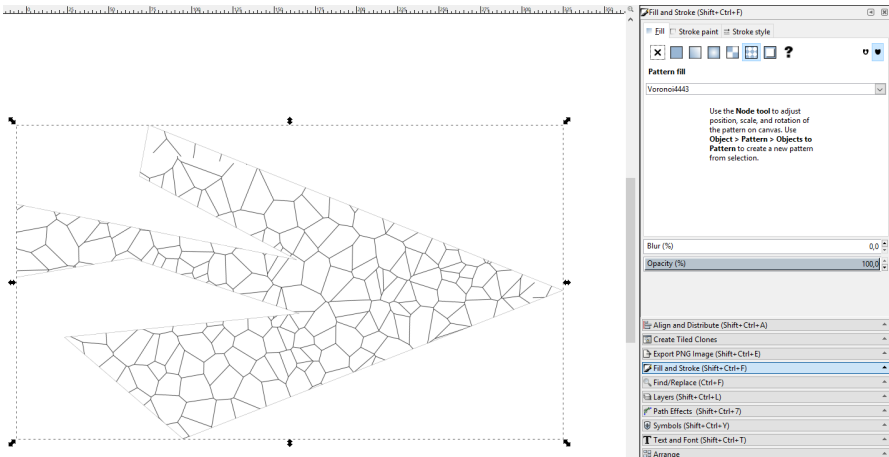 Fill and Stroke (Shift+Ctrl+F)
Fill Stroke paint Stroke style
?
Pattern fill
Voronoi4443
Use the Node tool to adjust
position, scale, and rotation of
the pattern on canvas. Use
Object > Pattern > Objects to
Pattern to create a new pattern
from selection.
Blur (%) 0,0
Opacity (%) 100,0
Align and Distribute (Shift+Ctrl+A)
Create Tiled Clones
Export PNG Image (Shift+Ctrl+E)
Fill and Stroke (Shift+Ctrl+F)
Find/Replace (Ctrl+F)
Layers (Shift+Ctrl+L)
Path Effects (Shift+Ctrl+7)
Symbols (Shift+Ctrl+Y)
Text and Font (Shift+Ctrl+T)
Arrange